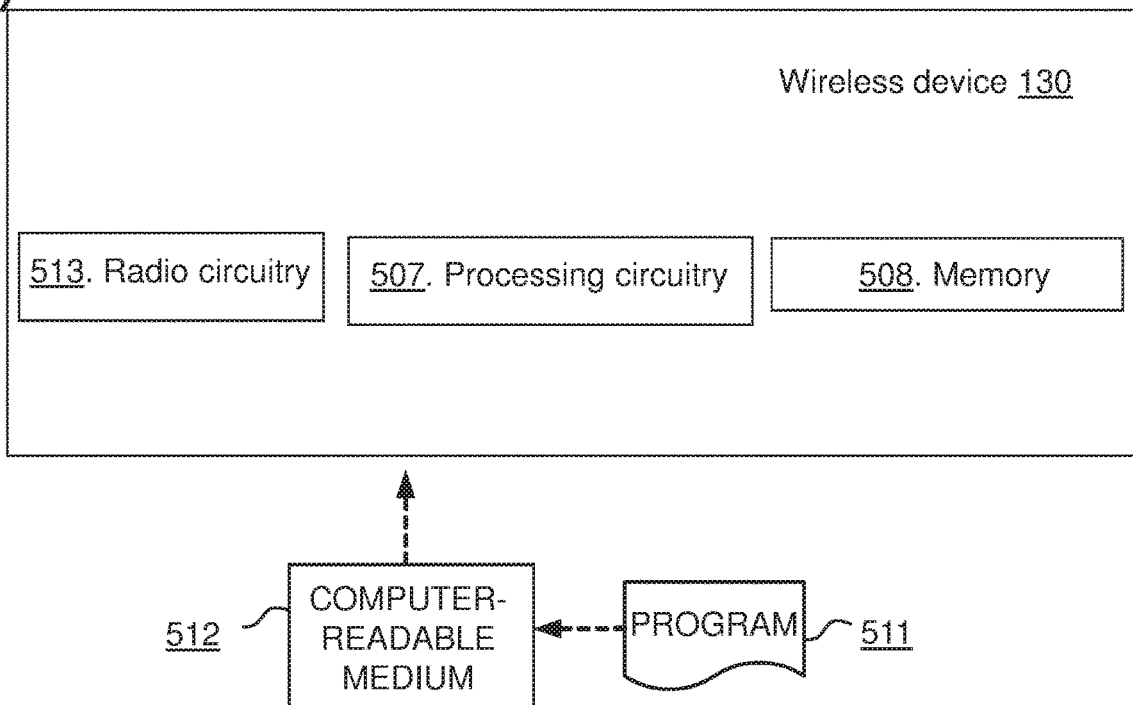 Wireless device 130
513. Radio circuitry
507. Processing circuitry
508. Memory
COMPUTER-
READABLE
MEDIUM
512
PROGRAM
511